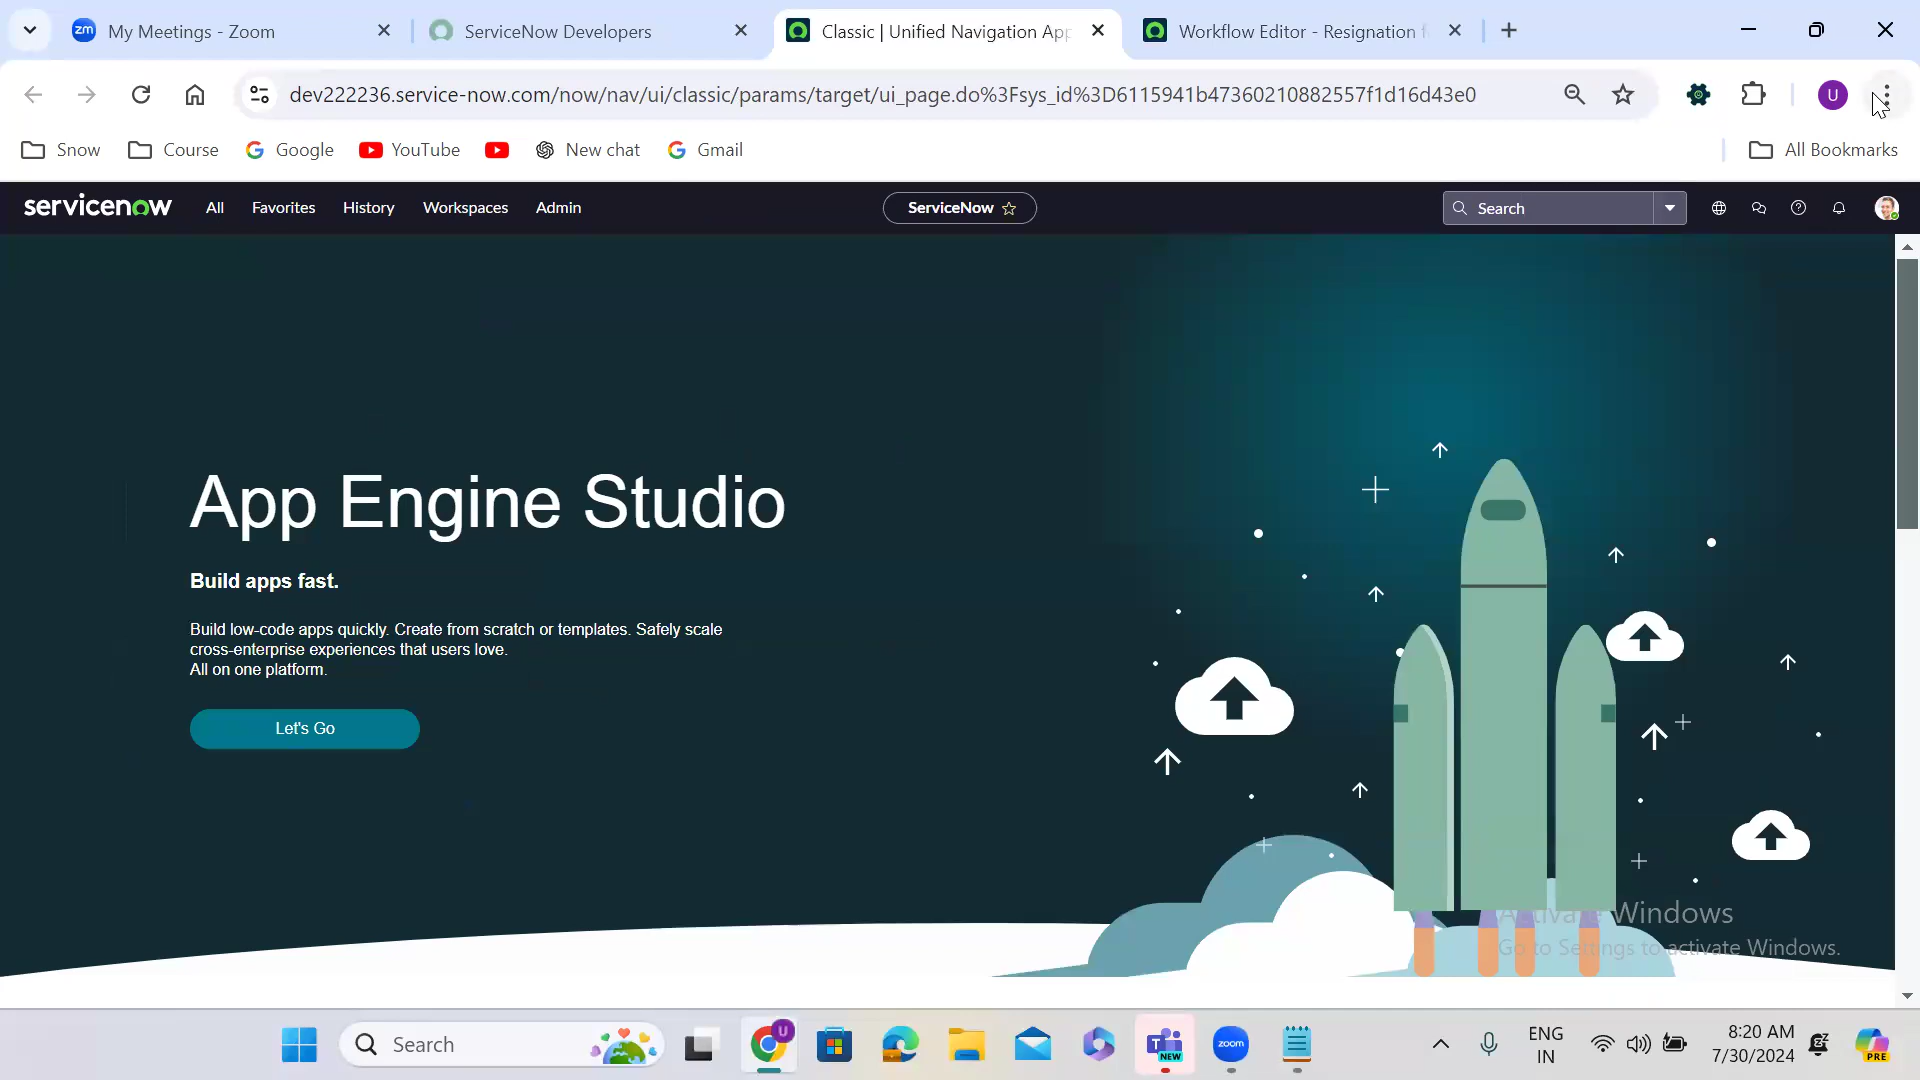 My Meetings - Zoom
ServiceNow Developers
Classic | Unified Navigation App
Workflow Editor - Resignation f
dev222236.service-now.com/now/nav/ui/classic/params/target/ui_page.do%3Fsys_id%3D6115941b47360210882557f1d16d43e0
U
Snow
Course
Google
YouTube
New chat
Gmail
All Bookmarks
servicenow
All
Favorites
History
Workspaces
Admin
ServiceNow
Search
App Engine Studio
Build apps fast.
Build low-code apps quickly. Create from scratch or templates. Safely scale
cross-enterprise experiences that users love.
All on one platform.
Let's Go
Activate Windows
Go to Settings to activate Windows.
Search
U
NEW
zoom
ENG
IN
8:20 AM
7/30/2024
PRE